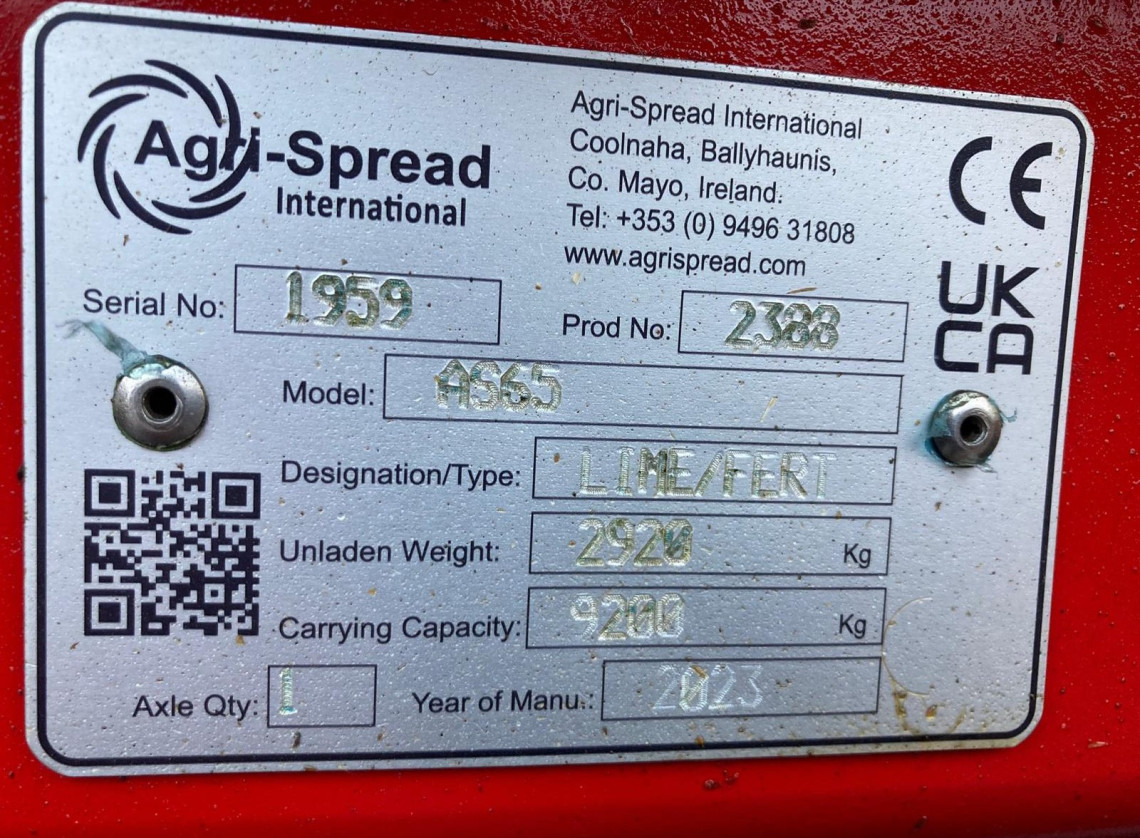 Agri-Spread
International
Agri-Spread International
Coolnaha, Ballyhaunis,
Co. Mayo, Ireland.
Tel: +353 (0) 9496 31808
www.agrispread.com
CE
UK
CA
Serial No: 1959
Prod No: 2388
Model: AS65
Designation/Type: LIME/FERT
Unladen Weight: 2920 Kg
Carrying Capacity: 9200 Kg
Axle Qty: 1
Year of Manu.: 2023